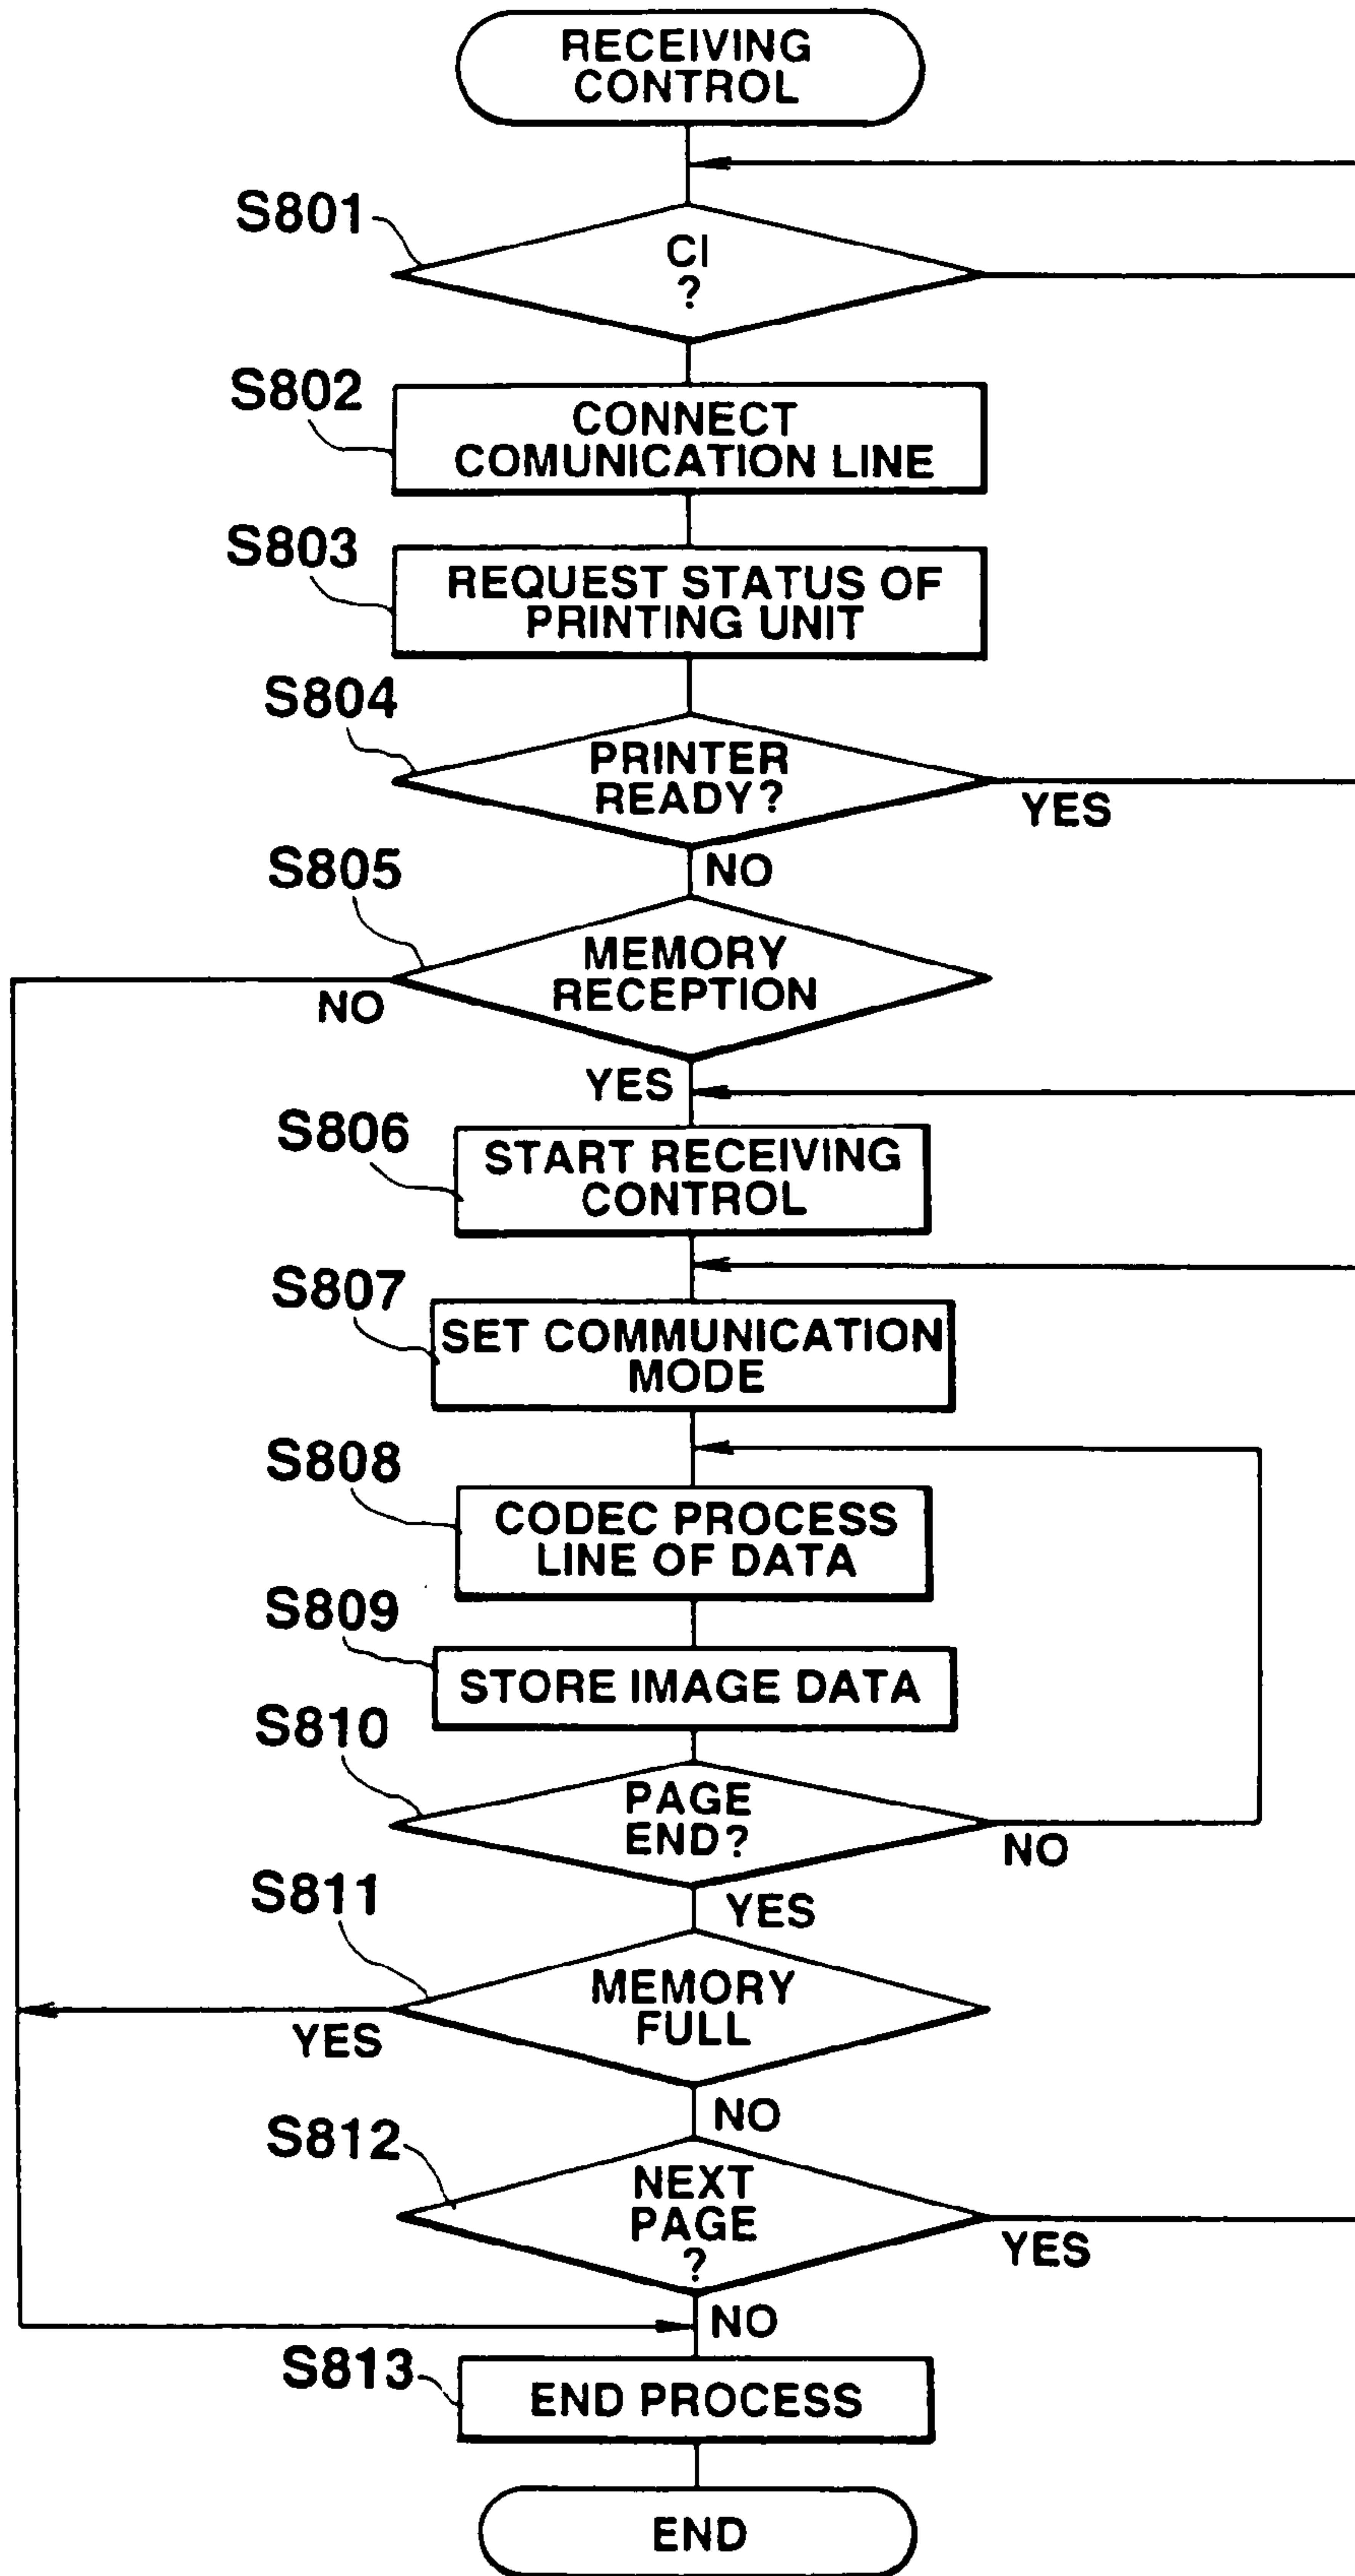 RECEIVING
CONTROL
S801
CI
?
S802
CONNECT
COMUNICATION LINE
S803
REQUEST STATUS OF
PRINTING UNIT
S804
PRINTER
READY?
YES
NO
S805
MEMORY
RECEPTION
NO
YES
S806
START RECEIVING
CONTROL
S807
SET COMMUNICATION
MODE
S808
CODEC PROCESS
LINE OF DATA
S809
STORE IMAGE DATA
S810
PAGE
END?
NO
YES
S811
MEMORY
FULL
YES
NO
S812
NEXT
PAGE
?
YES
NO
S813
END PROCESS
END